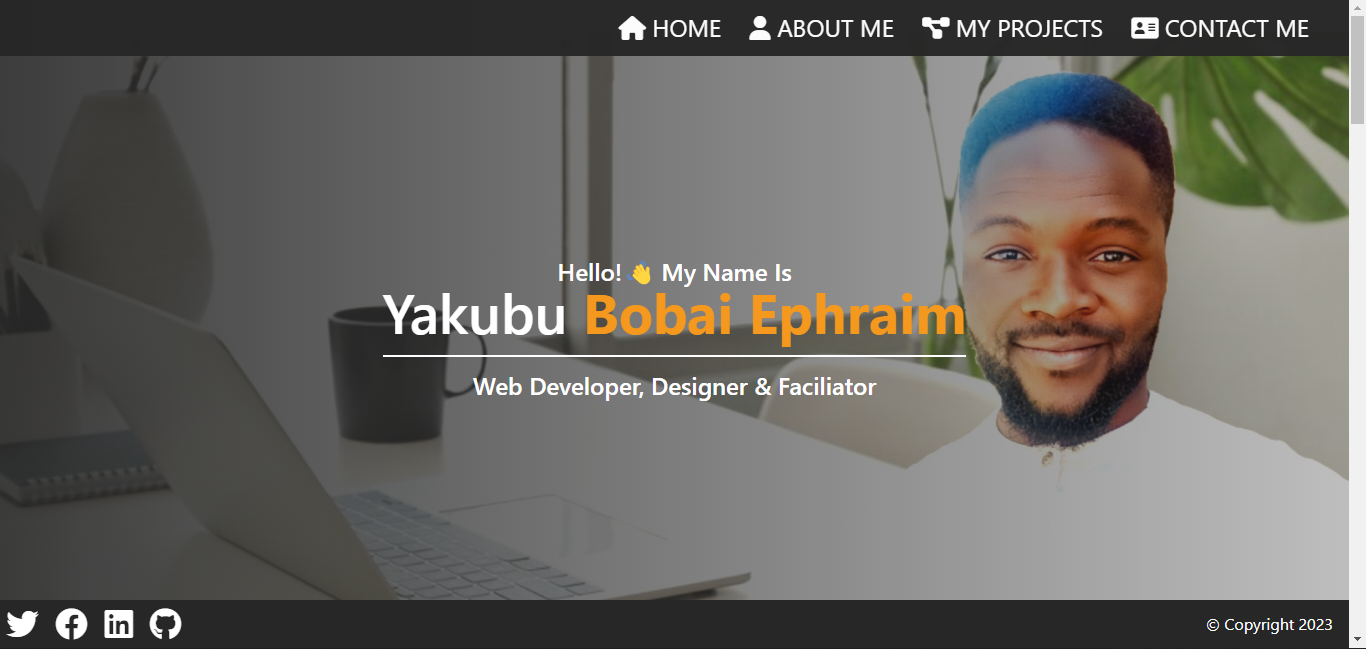 HOME ABOUT ME MY PROJECTS CONTACT ME
Hello! 👋 My Name Is
Yakubu Bobai Ephraim
Web Developer, Designer & Faciliator
© Copyright 2023